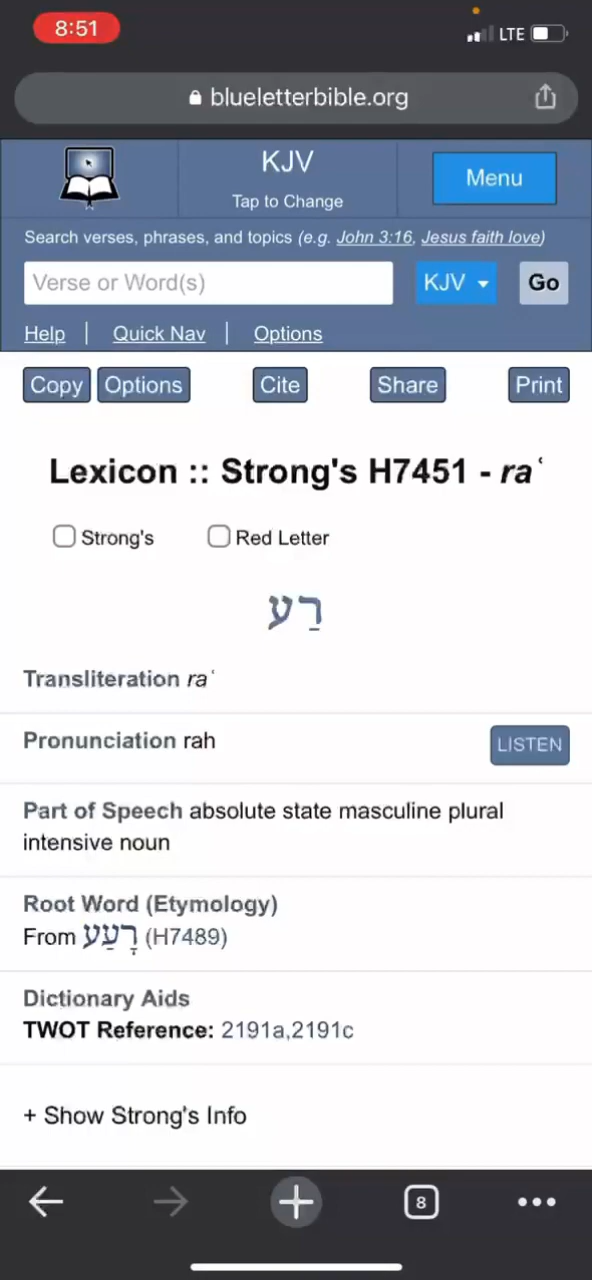 8:51
LTE
blueletterbible.org
KJV
Tap to Change
Menu
Search verses, phrases, and topics (e.g. John 3:16, Jesus faith love)
Verse or Word(s)
KJV
Go
Help | Quick Nav | Options
Copy Options Cite Share Print
Lexicon :: Strong's H7451 - raʿ
Strong's Red Letter
רַע
Transliteration raʿ
Pronunciation rah
LISTEN
Part of Speech absolute state masculine plural
intensive noun
Root Word (Etymology)
From רָעַע (H7489)
Dictionary Aids
TWOT Reference: 2191a,2191c
+ Show Strong's Info
8